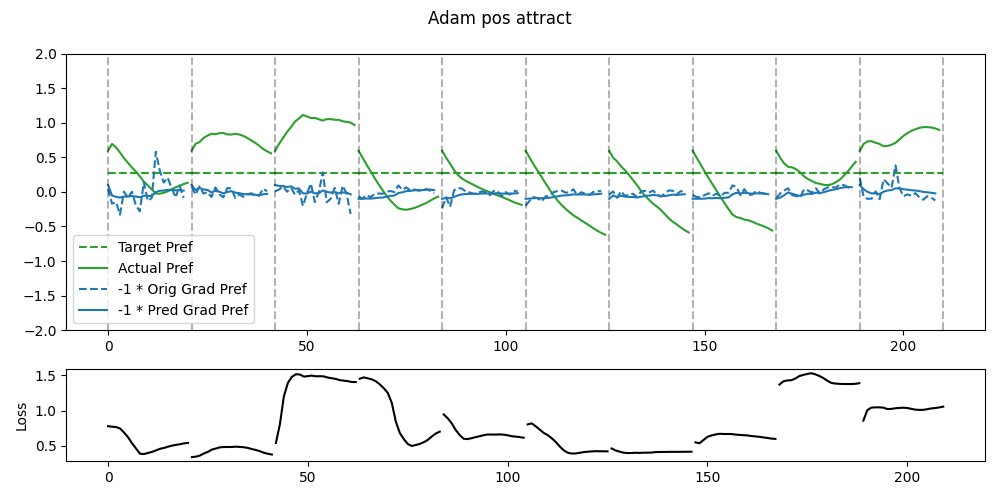 Adam pos attract
2.0
1.5
1.0
0.5
0.0
−0.5
−1.0
−1.5
−2.0
Target Pref
Actual Pref
-1 * Orig Grad Pref
-1 * Pred Grad Pref
0 50 100 150 200
1.5
1.0
0.5
Loss
0 50 100 150 200